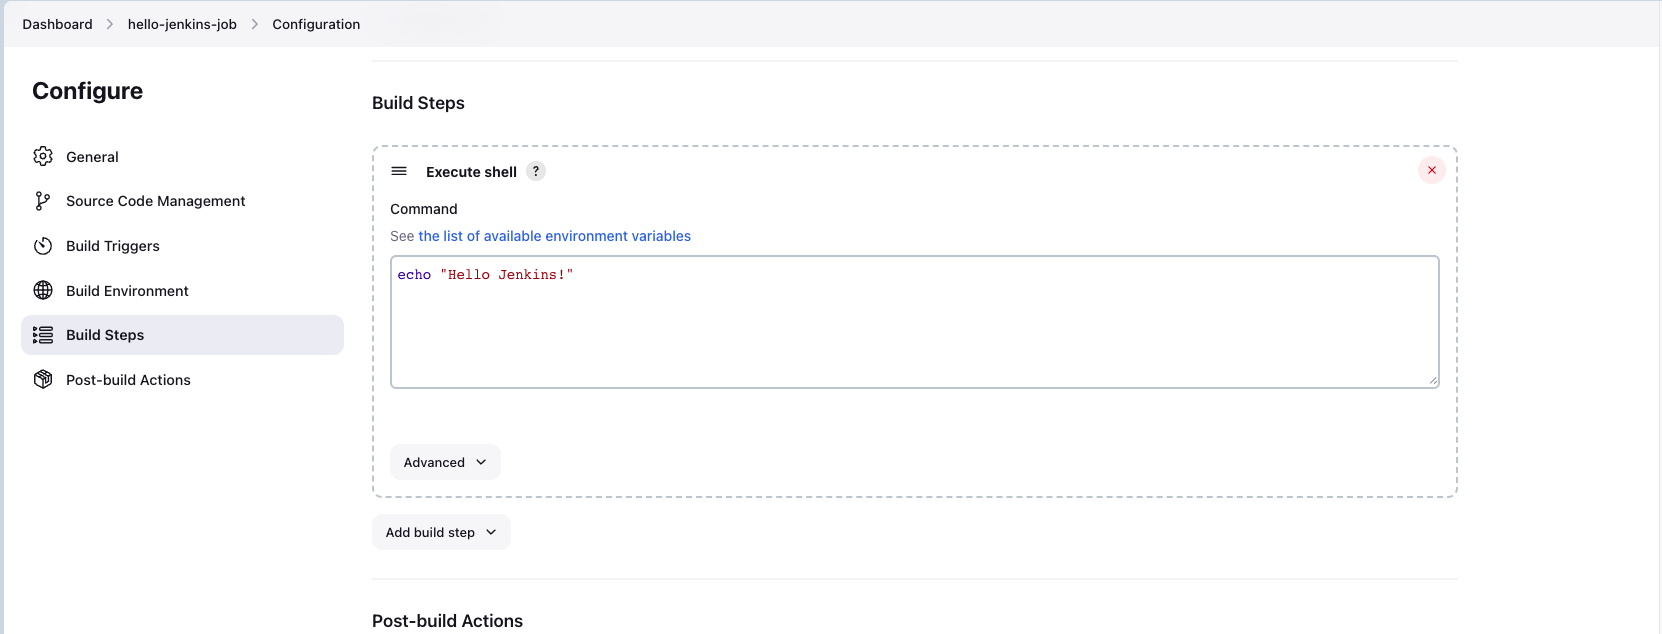 Dashboard > hello-jenkins-job > Configuration
Configure
General
Source Code Management
Build Triggers
Build Environment
Build Steps
Post-build Actions
Build Steps
Execute shell ?
Command
See the list of available environment variables
echo "Hello Jenkins!"
Advanced
Add build step
Post-build Actions